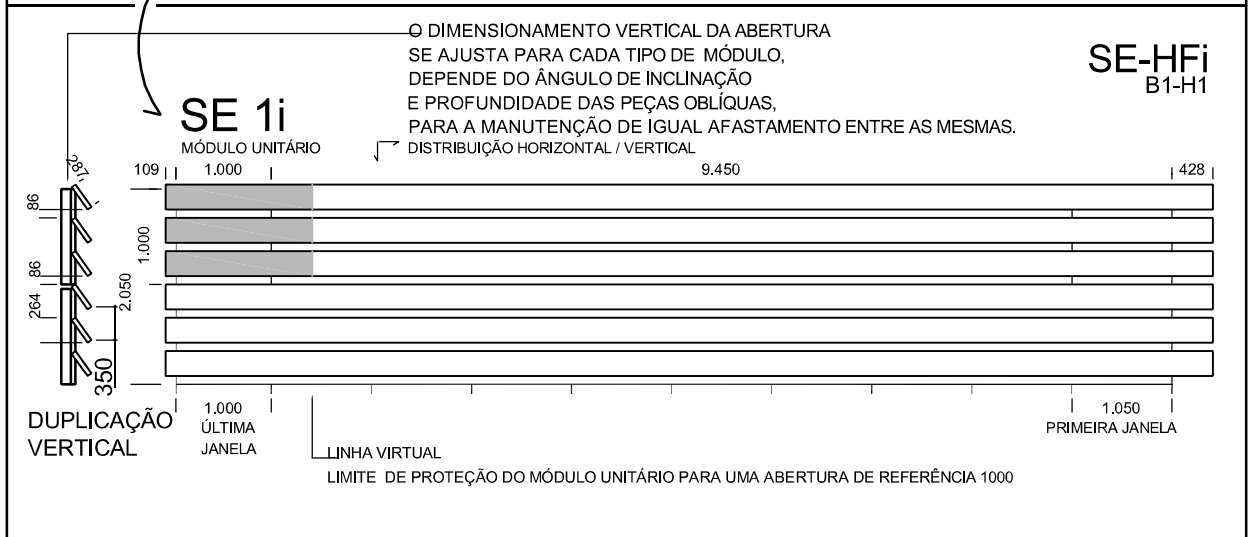 O DIMENSIONAMENTO VERTICAL DA ABERTURA
SE AJUSTA PARA CADA TIPO DE MÓDULO,
DEPENDE DO ÂNGULO DE INCLINAÇÃO
E PROFUNDIDADE DAS PEÇAS OBLÍQUAS,
PARA A MANUTENÇÃO DE IGUAL AFASTAMENTO ENTRE AS MESMAS.
SE-HFi
B1-H1
SE 1i
MÓDULO UNITÁRIO
DISTRIBUIÇÃO HORIZONTAL / VERTICAL
287
109
1.000
9.450
428
86
86
264
1.000
2.050
350
DUPLICAÇÃO
VERTICAL
1.000
ÚLTIMA
JANELA
1.050
PRIMEIRA JANELA
LINHA VIRTUAL
LIMITE DE PROTEÇÃO DO MÓDULO UNITÁRIO PARA UMA ABERTURA DE REFERÊNCIA 1000